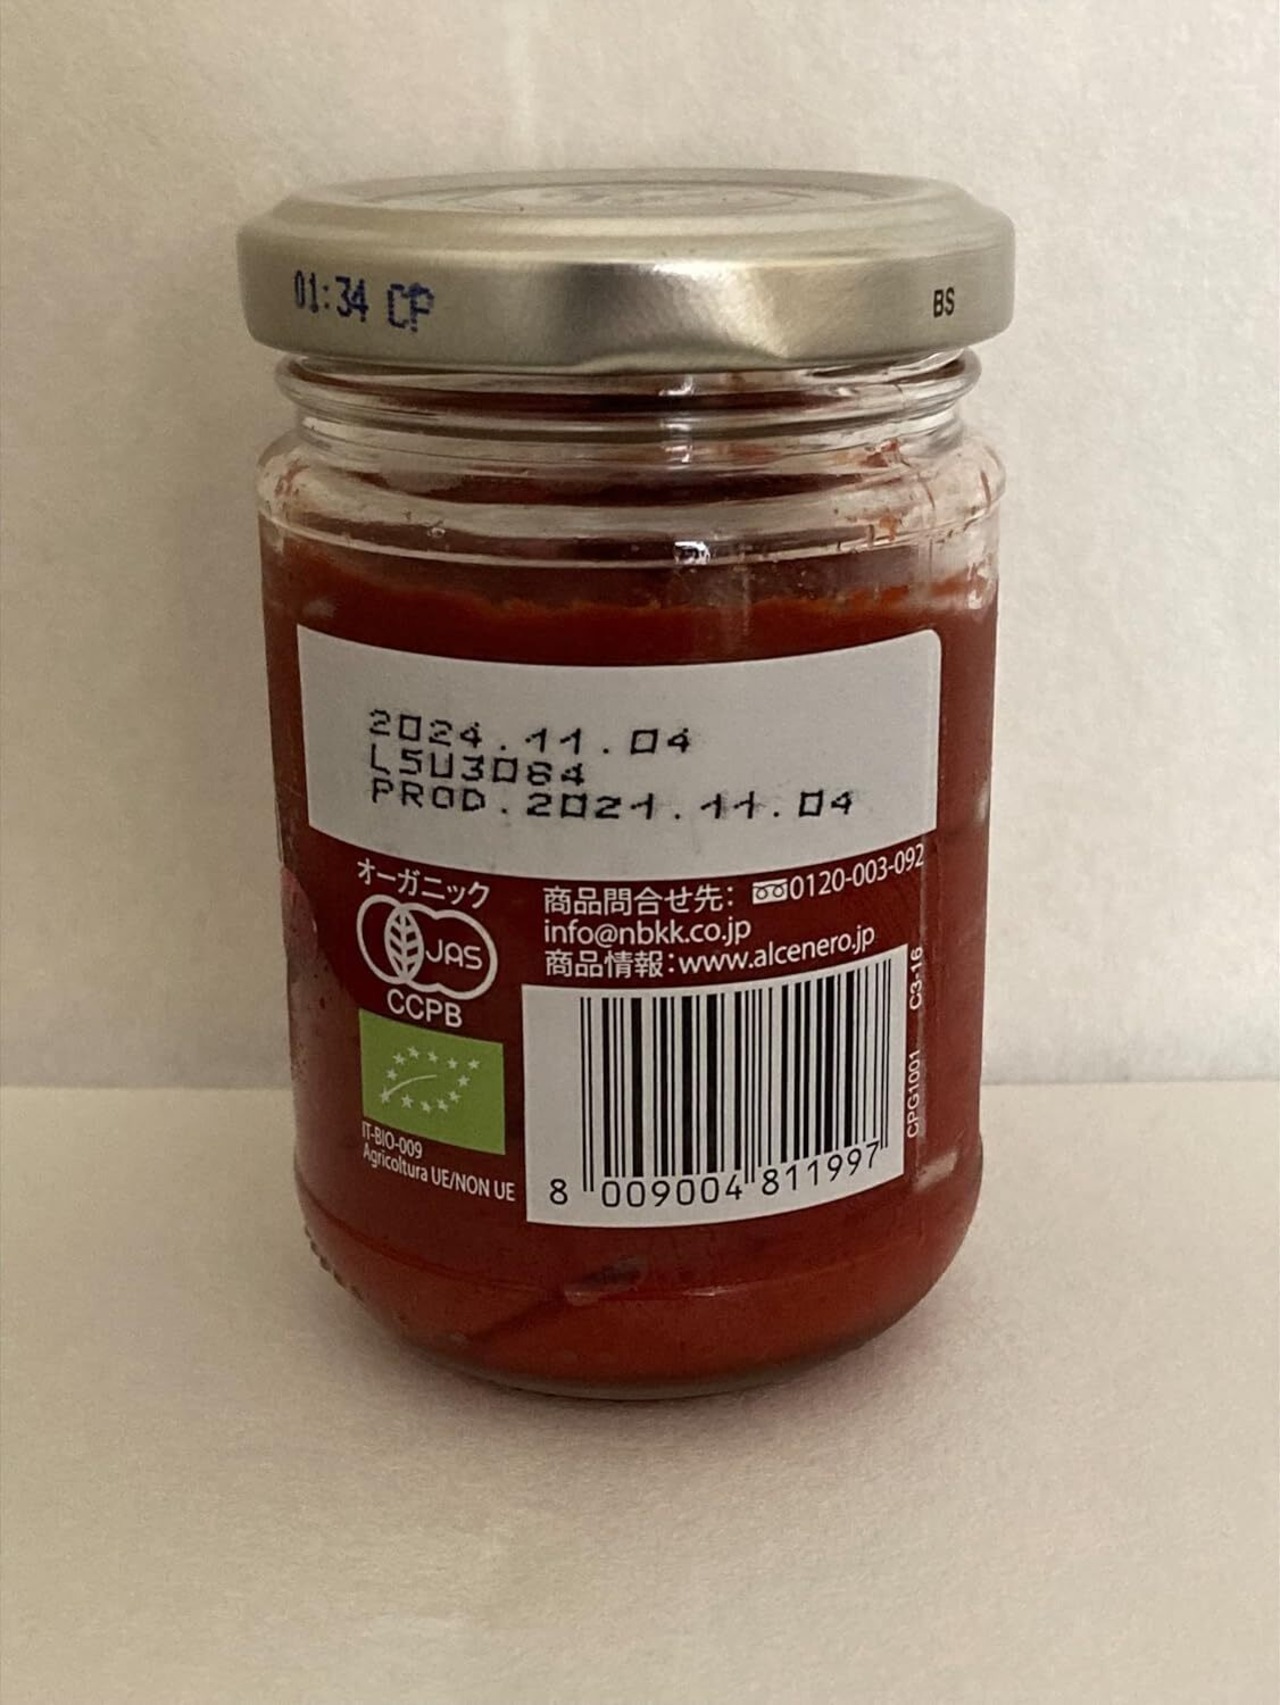 01:34 CP
BS
2024.11.04
L5U3084
PROD.2021.11.04
オーガニック
JAS
CCPB
IT-BIO-009
Agricoltura UE/NON UE
商品問合せ先: 0120-003-092
info@nbkk.co.jp
商品情報:www.alcenero.jp
8 009004 811997
CPG1001 C3-16